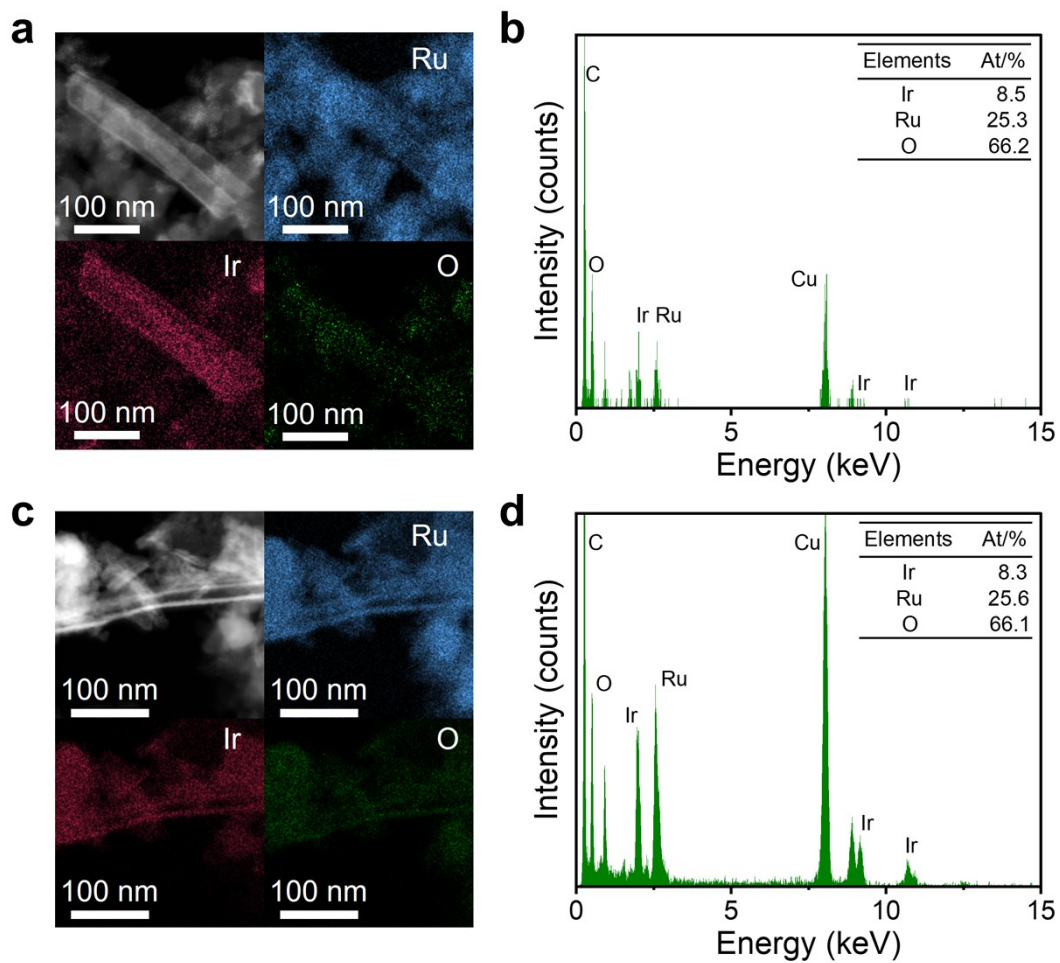 a
Ru
100 nm
100 nm
Ir
O
100 nm
100 nm
b
Intensity (counts)
C
O
Ir Ru
Cu
Ir
Ir
Elements At/%
Ir 8.5
Ru 25.3
O 66.2
0 5 10 15
Energy (keV)
c
Ru
100 nm
100 nm
Ir
O
100 nm
100 nm
d
Intensity (counts)
C
O
Ir
Ru
Cu
Ir
Ir
Elements At/%
Ir 8.3
Ru 25.6
O 66.1
0 5 10 15
Energy (keV)